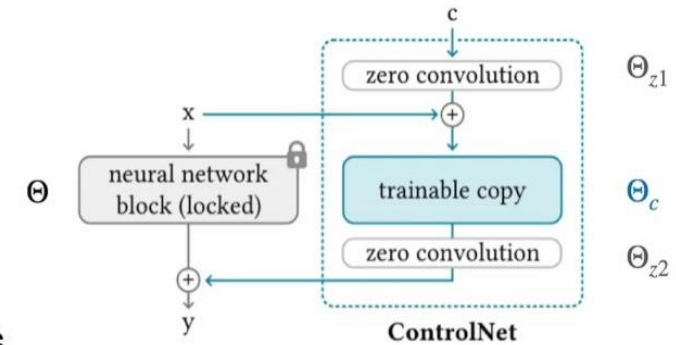 c
zero convolution
Θz1
x
+
neural network
block (locked)
Θ
trainable copy
Θc
zero convolution
Θz2
+
y
ControlNet